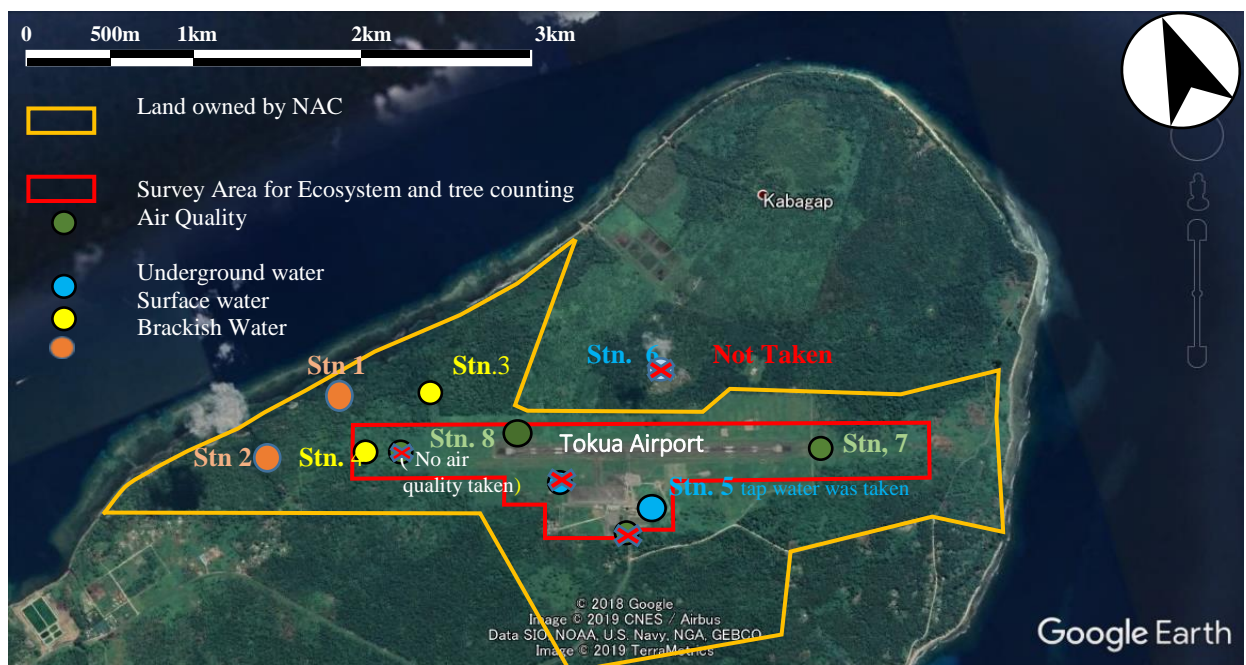 0 500m 1km 2km 3km
Land owned by NAC
Survey Area for Ecosystem and tree counting
Air Quality
Underground water
Surface water
Brackish Water
Kabagap
Stn 1
Stn.3
Stn. 6
Not Taken
Stn 2
Stn. 4
Stn. 8
Tokua Airport
Stn, 7
( No air
quality taken)
Stn. 5 tap water was taken
© 2018 Google
Image © 2019 CNES / Airbus
Data SIO, NOAA, U.S. Navy, NGA, GEBCO
Image © 2019 TerraMetrics
Google Earth